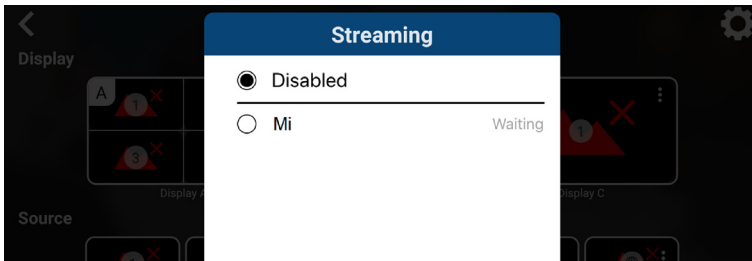 Streaming
Display
Disabled
A
1
Mi
Waiting
1
3
Display A
Display C
Source